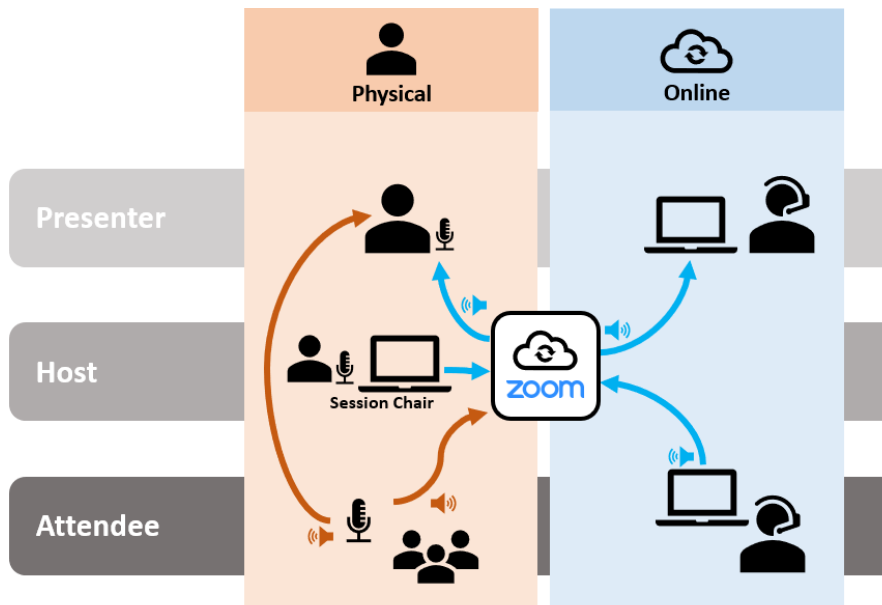 Physical
Online
Presenter
Host
zoom
Session Chair
Attendee